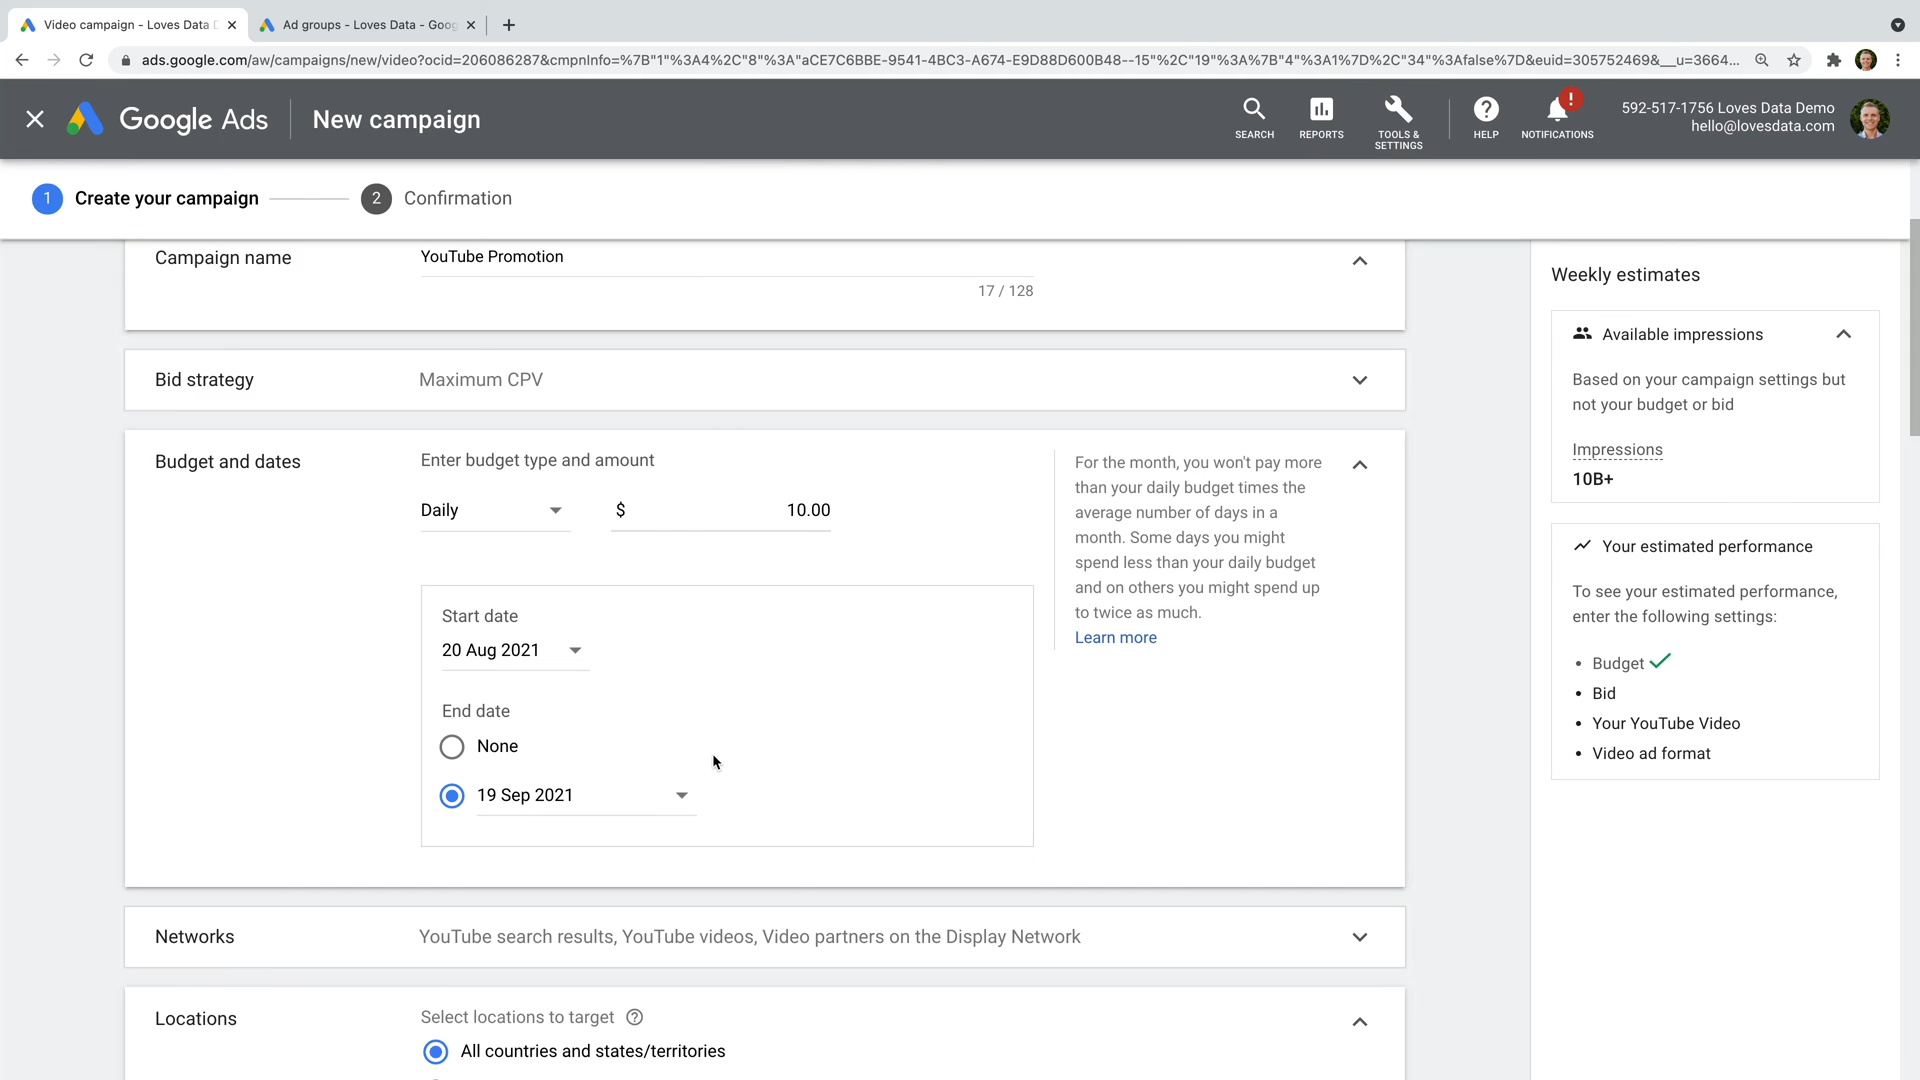 Video campaign - Loves Data
Ad groups - Loves Data - Goog
ads.google.com/aw/campaigns/new/video?ocid=206086287&cmpnInfo=%7B"1"%3A4%2C"8"%3A"aCE7C6BBE-9541-4BC3-A674-E9D88D600B48--15"%2C"19"%3A%7B"4"%3A1%7D%2C"34"%3Afalse%7D&euid=305752469&__u=3664...
Google Ads
New campaign
SEARCH
REPORTS
TOOLS &
SETTINGS
HELP
NOTIFICATIONS
592-517-1756 Loves Data Demo
hello@lovesdata.com
1 Create your campaign
2 Confirmation
Campaign name
YouTube Promotion
17 / 128
Bid strategy
Maximum CPV
Budget and dates
Enter budget type and amount
Daily
$ 10.00
For the month, you won't pay more
than your daily budget times the
average number of days in a
month. Some days you might
spend less than your daily budget
and on others you might spend up
to twice as much.
Learn more
Start date
20 Aug 2021
End date
None
19 Sep 2021
Networks
YouTube search results, YouTube videos, Video partners on the Display Network
Locations
Select locations to target
All countries and states/territories
Weekly estimates
Available impressions
Based on your campaign settings but
not your budget or bid
Impressions
10B+
Your estimated performance
To see your estimated performance,
enter the following settings:
• Budget
• Bid
• Your YouTube Video
• Video ad format